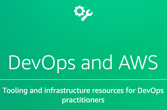 DevOps and AWS
Tooling and infrastructure resources for DevOps
practitioners